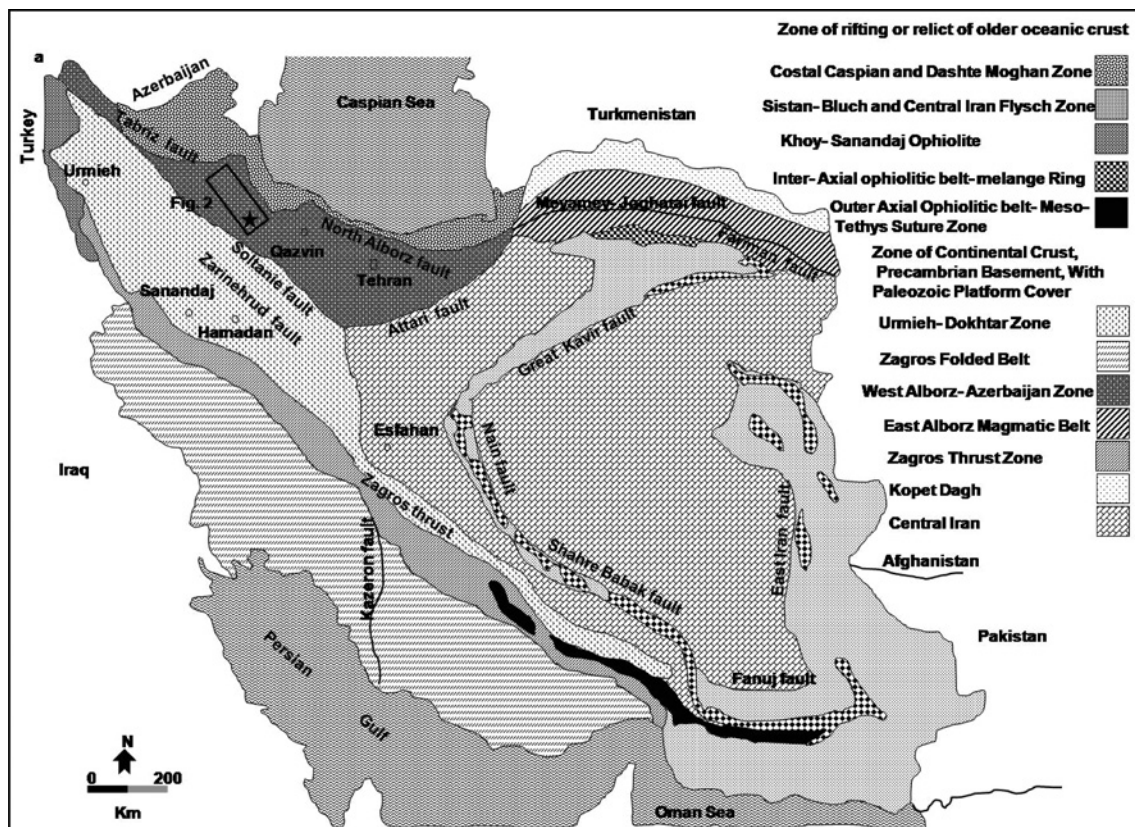 a
Azerbaijan
Caspian Sea
Turkmenistan
Turkey
Tabriz fault
Urmieh
Fig. 2
Qazvin
North Alborz fault
Tehran
Meyamey-Joghatai fault
Fariman fault
Soltanie fault
Zarinehrud fault
Sanandaj
Hamadan
Attari fault
Great Kavir fault
Esfahan
Nain fault
Iraq
Zagros thrust
Kazeron fault
Shahre Babak fault
East Iran fault
Afghanistan
Pakistan
Fanuj fault
Persian
Gulf
Oman Sea
N
0 200
Km
Zone of rifting or relict of older oceanic crust
Costal Caspian and Dashte Moghan Zone
Sistan-Bluch and Central Iran Flysch Zone
Khoy-Sanandaj Ophiolite
Inter-Axial ophiolitic belt-melange Ring
Outer Axial Ophiolitic belt-Meso-
Tethys Suture Zone
Zone of Continental Crust,
Precambrian Basement, With
Paleozoic Platform Cover
Urmieh-Dokhtar Zone
Zagros Folded Belt
West Alborz-Azerbaijan Zone
East Alborz Magmatic Belt
Zagros Thrust Zone
Kopet Dagh
Central Iran